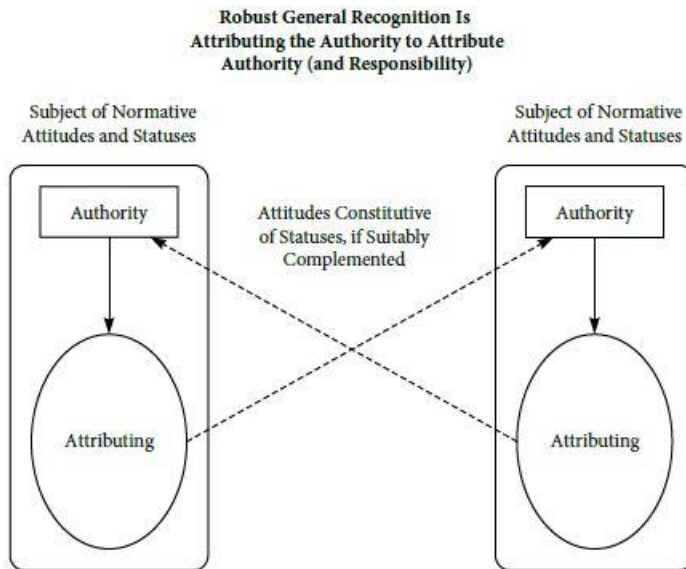 Robust General Recognition Is
Attributing the Authority to Attribute
Authority (and Responsibility)
Subject of Normative
Attitudes and Statuses
Subject of Normative
Attitudes and Statuses
Authority
Attitudes Constitutive
of Statuses, if Suitably
Complemented
Authority
Attributing
Attributing